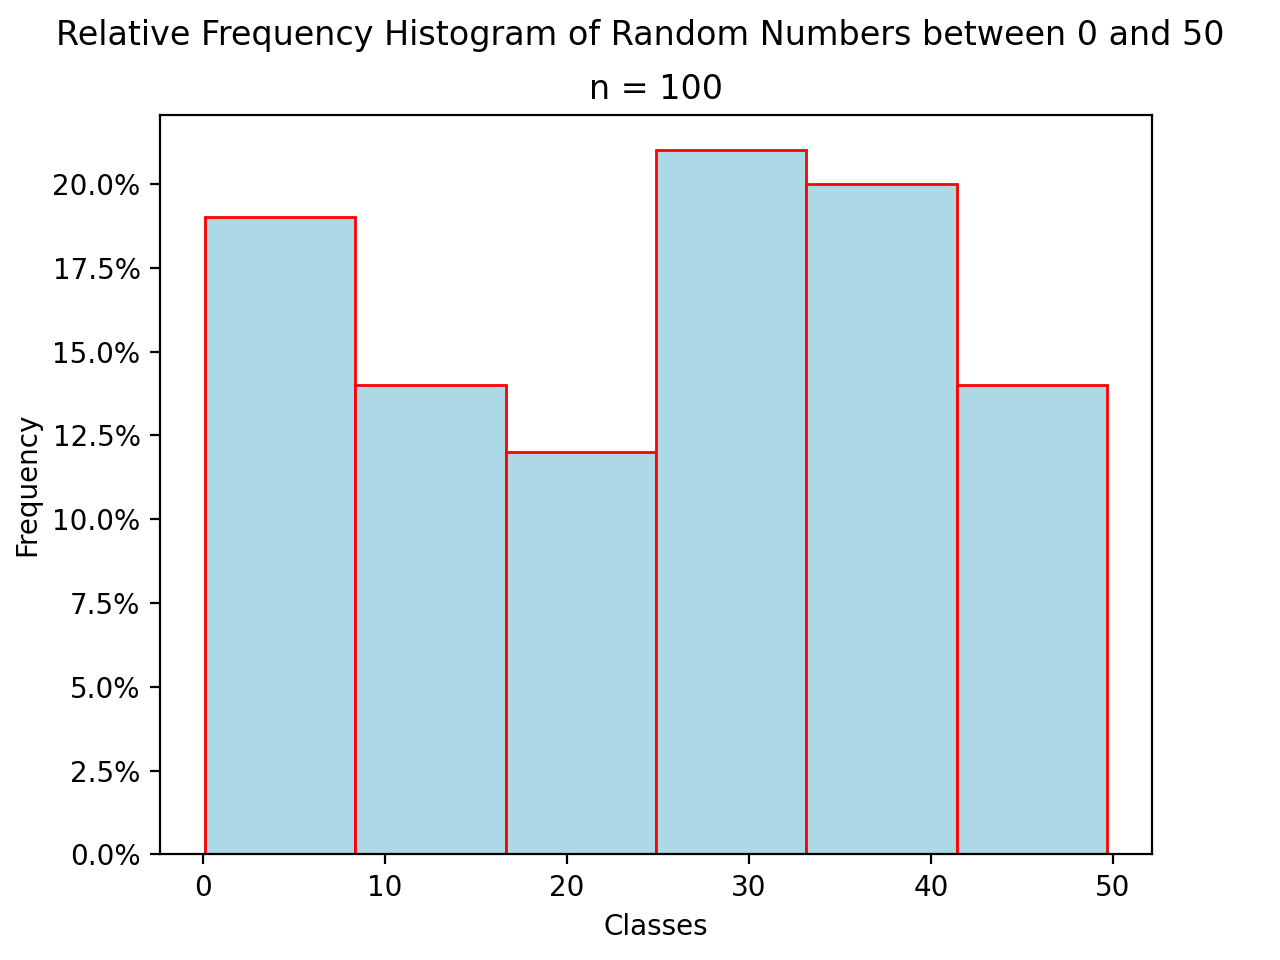 Relative Frequency Histogram of Random Numbers between 0 and 50
n = 100
20.0%
17.5%
15.0%
12.5%
10.0%
7.5%
5.0%
2.5%
0.0%
Frequency
0 10 20 30 40 50
Classes